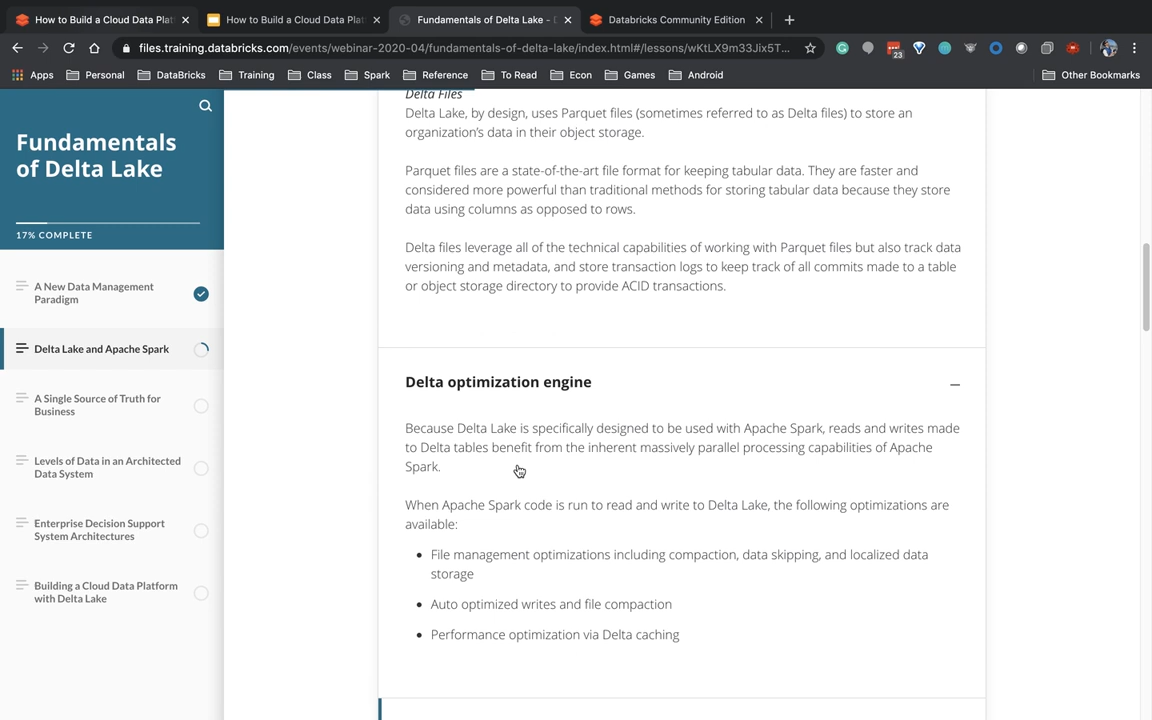 How to Build a Cloud Data Plat
How to Build a Cloud Data Plat
Fundamentals of Delta Lake -
Databricks Community Edition
files.training.databricks.com/events/webinar-2020-04/fundamentals-of-delta-lake/index.html#/lessons/wKtLX9m33Jix5T...
23
Apps Personal DataBricks Training Class Spark Reference To Read Econ Games Android Other Bookmarks
Fundamentals
of Delta Lake
17% COMPLETE
A New Data Management
Paradigm
Delta Lake and Apache Spark
A Single Source of Truth for
Business
Levels of Data in an Architected
Data System
Enterprise Decision Support
System Architectures
Building a Cloud Data Platform
with Delta Lake
Delta Files
Delta Lake, by design, uses Parquet files (sometimes referred to as Delta files) to store an
organization's data in their object storage.
Parquet files are a state-of-the-art file format for keeping tabular data. They are faster and
considered more powerful than traditional methods for storing tabular data because they store
data using columns as opposed to rows.
Delta files leverage all of the technical capabilities of working with Parquet files but also track data
versioning and metadata, and store transaction logs to keep track of all commits made to a table
or object storage directory to provide ACID transactions.
Delta optimization engine
Because Delta Lake is specifically designed to be used with Apache Spark, reads and writes made
to Delta tables benefit from the inherent massively parallel processing capabilities of Apache
Spark.
When Apache Spark code is run to read and write to Delta Lake, the following optimizations are
available:
• File management optimizations including compaction, data skipping, and localized data
storage
• Auto optimized writes and file compaction
• Performance optimization via Delta caching